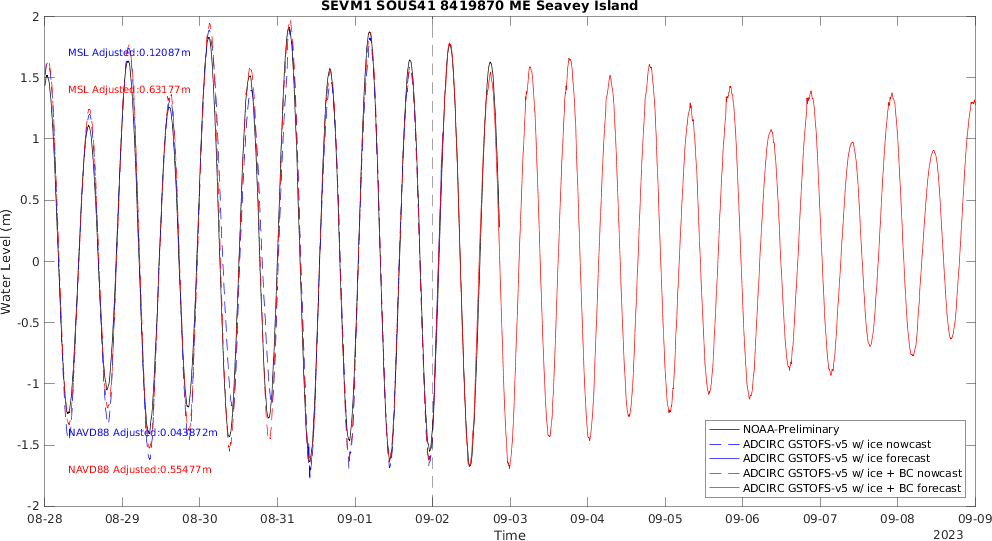 SEVM1 SOUS41 8419870 ME Seavey Island
2
1.5
1
0.5
0
-0.5
-1
-1.5
-2
Water Level (m)
MSL Adjusted:0.12087m
MSL Adjusted:0.63177m
NAVD88 Adjusted:0.043872m
NAVD88 Adjusted:0.55477m
NOAA-Preliminary
ADCIRC GSTOFS-v5 w/ ice nowcast
ADCIRC GSTOFS-v5 w/ ice forecast
ADCIRC GSTOFS-v5 w/ ice + BC nowcast
ADCIRC GSTOFS-v5 w/ ice + BC forecast
08-28 08-29 08-30 08-31 09-01 09-02 09-03 09-04 09-05 09-06 09-07 09-08 09-09
Time
2023